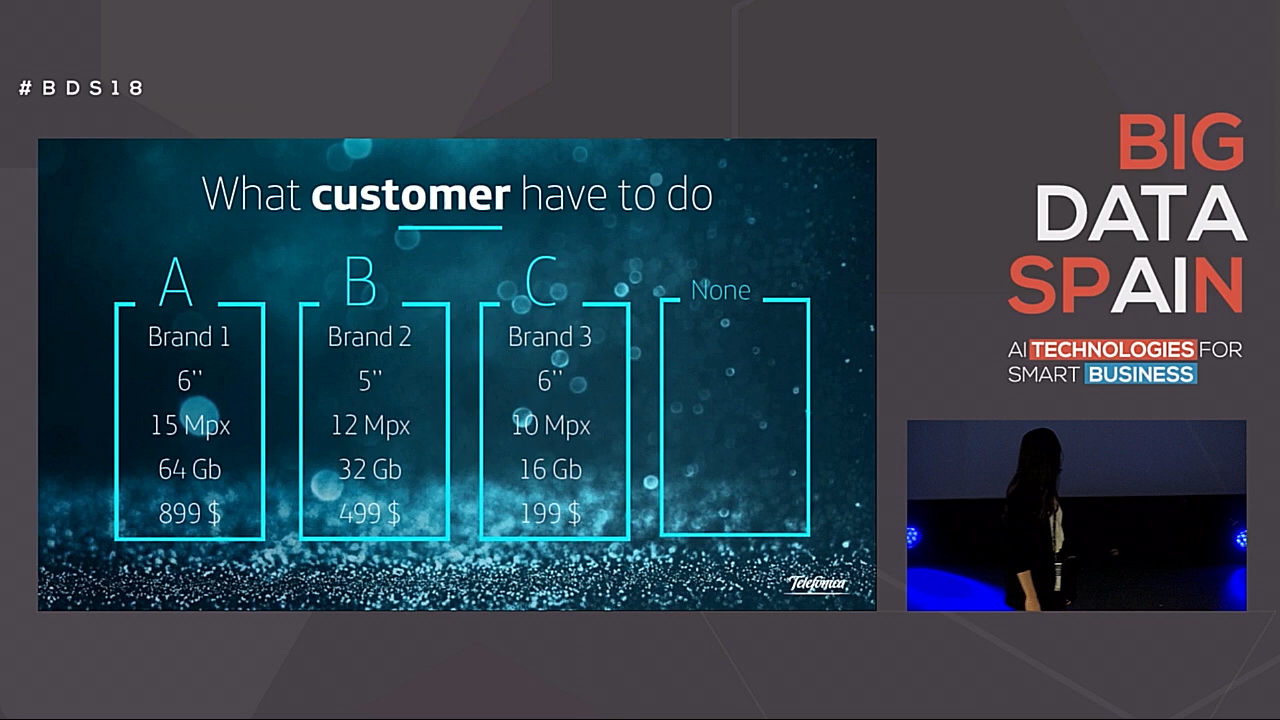 #BDS18
What customer have to do
A
Brand 1
6’’
15 Mpx
64 Gb
899 $
B
Brand 2
5’’
12 Mpx
32 Gb
499 $
C
Brand 3
6’’
10 Mpx
16 Gb
199 $
None
Telefónica
BIG
DATA
SPAIN
AI TECHNOLOGIES FOR
SMART BUSINESS